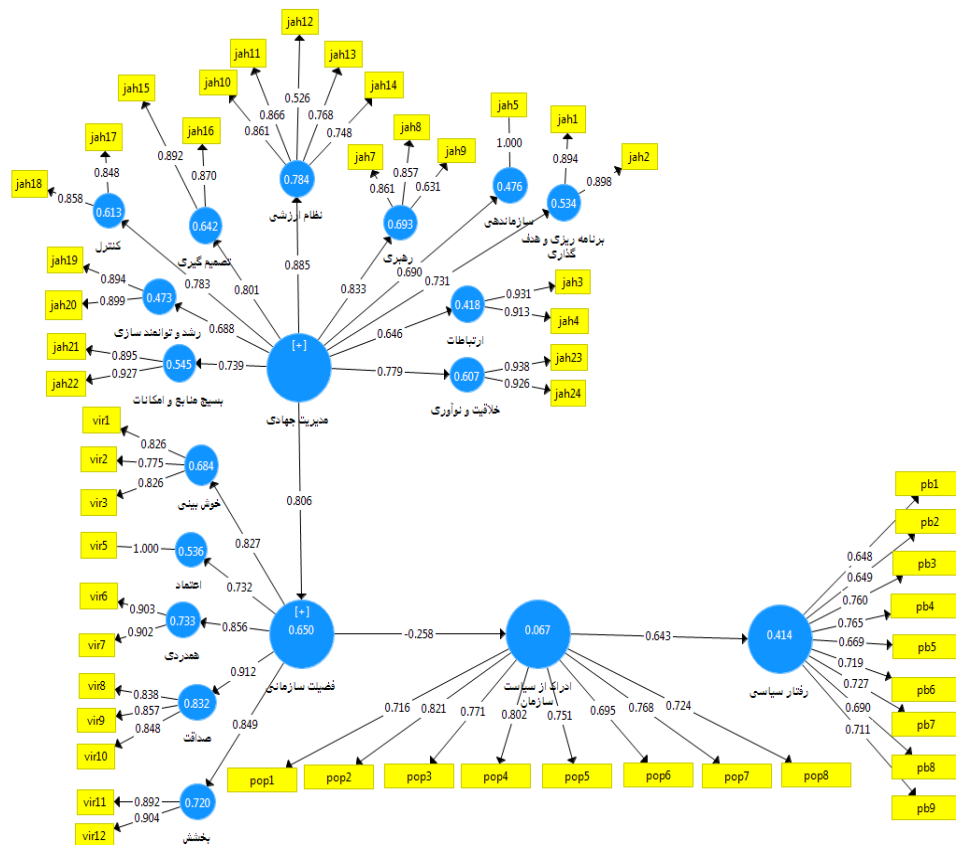 jah12
jah11
jah13
jah10
jah14
jah15
jah16
jah17
jah18
jah8
jah7
jah9
jah5
jah1
jah2
0.526
0.866
0.768
0.861
0.748
0.892
0.870
0.848
0.858
0.857
0.861
0.631
1.000
0.894
0.898
0.784
نظام ارزشی
0.613
کنترل
0.642
تصمیم گیری
0.693
رهبری
0.476
سازماندهی
0.534
برنامه ریزی و هدف
گذاری
0.885
0.783
0.801
0.833
0.690
0.731
jah19
jah20
0.894
0.899
0.473
رشد و توانمند سازی
0.688
jah21
jah22
0.895
0.927
0.545
بسیج منابع و امکانات
0.739
[+]
مدیریت جهادی
0.646
0.418
ارتباطات
0.931
0.913
jah3
jah4
0.779
0.607
خلاقیت و نوآوری
0.938
0.926
jah23
jah24
0.806
vir1
vir2
vir3
0.826
0.775
0.826
0.684
خوش بینی
0.827
vir5
1.000
0.536
اعتماد
0.732
vir6
vir7
0.903
0.902
0.733
همدردی
0.856
vir8
vir9
vir10
0.838
0.857
0.848
0.832
صداقت
0.912
vir11
vir12
0.892
0.904
0.720
بخشش
0.849
[+]
0.650
فضیلت سازمانی
-0.258
0.067
ادراک از سیاست
سازمان
0.643
0.414
رفتار سیاسی
0.716
0.821
0.771
0.802
0.751
0.695
0.768
0.724
pop1
pop2
pop3
pop4
pop5
pop6
pop7
pop8
0.648
0.649
0.760
0.765
0.669
0.719
0.727
0.690
0.711
pb1
pb2
pb3
pb4
pb5
pb6
pb7
pb8
pb9